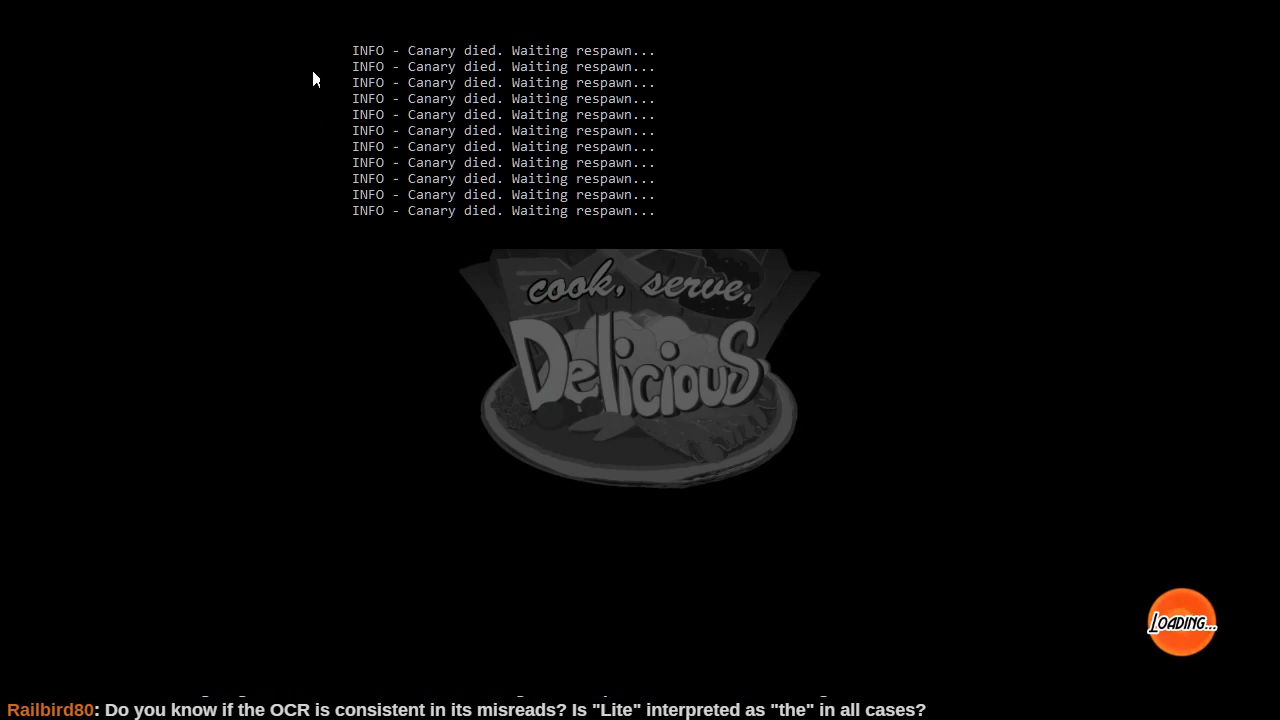 INFO - Canary died. Waiting respawn...
INFO - Canary died. Waiting respawn...
INFO - Canary died. Waiting respawn...
INFO - Canary died. Waiting respawn...
INFO - Canary died. Waiting respawn...
INFO - Canary died. Waiting respawn...
INFO - Canary died. Waiting respawn...
INFO - Canary died. Waiting respawn...
INFO - Canary died. Waiting respawn...
INFO - Canary died. Waiting respawn...
INFO - Canary died. Waiting respawn...
cook, serve,
Delicious
LOADING...
Railbird80: Do you know if the OCR is consistent in its misreads? Is "Lite" interpreted as "the" in all cases?